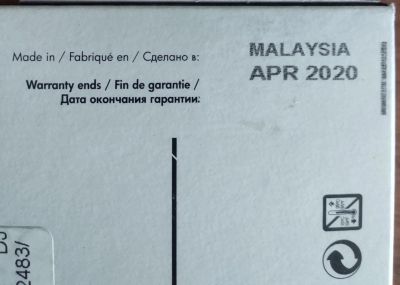 Made in / Fabriqué en / Сделано в:
MALAYSIA
Warranty ends / Fin de garantie /
APR 2020
Дата окончания гарантии:
2483/